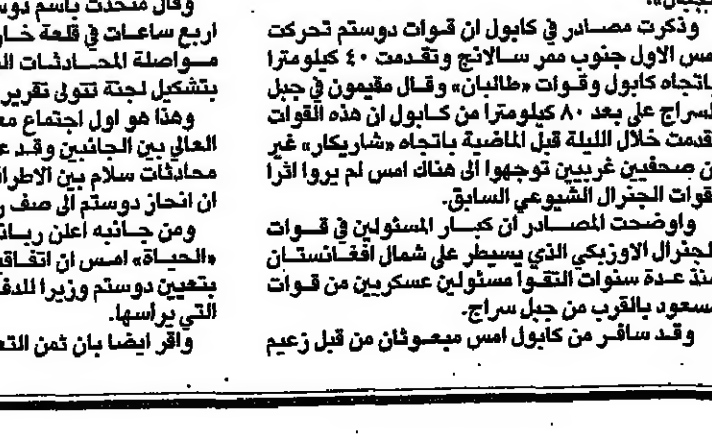 وذكرت مصادر في كابول ان قوات دوستم تحركت
امس الاول جنوب ممر سالانج وتقدمت ٤٠ كيلومترا
باتجاه كابول وقوات «طالبان» وقال مقيمون في جبل
السراج على بعد ٨٠ كيلومترا من كابول ان هذه القوات
تقدمت خلال الليلة قبل الماضية باتجاه «شاريكار» غير
ن صحفيين غربيين توجهوا الى هناك امس لم يروا اثرا
لقوات الجنرال الشيوعي السابق.
واوضحت المصادر ان كبار المسئولين في قوات
الجنرال الاوزبكي الذي يسيطر على شمال افغانستان
منذ عدة سنوات التقوا مسئولين عسكريين من قوات
مسعود بالقرب من جبل سراج.
وقد سافر من كابول امس مبعوثان من قبل زعيم
وقال متحدث باسم دوس
اربع ساعات في قلعة خا
مواصلة المحادثات ال
بتشكيل لجنة تتولى تقرير
وهذا هو اول اجتماع مع
العالي بين الجانبين وقد ع
محادثات سلام بين الاطرا
ان انحاز دوستم الى صف ر
ومن جانبه اعلن ربان
«الحياة» امس ان اتفاقا
بتعيين دوستم وزيرا للدف
التي يراسها.
واقر ايضا بان ثمن التع